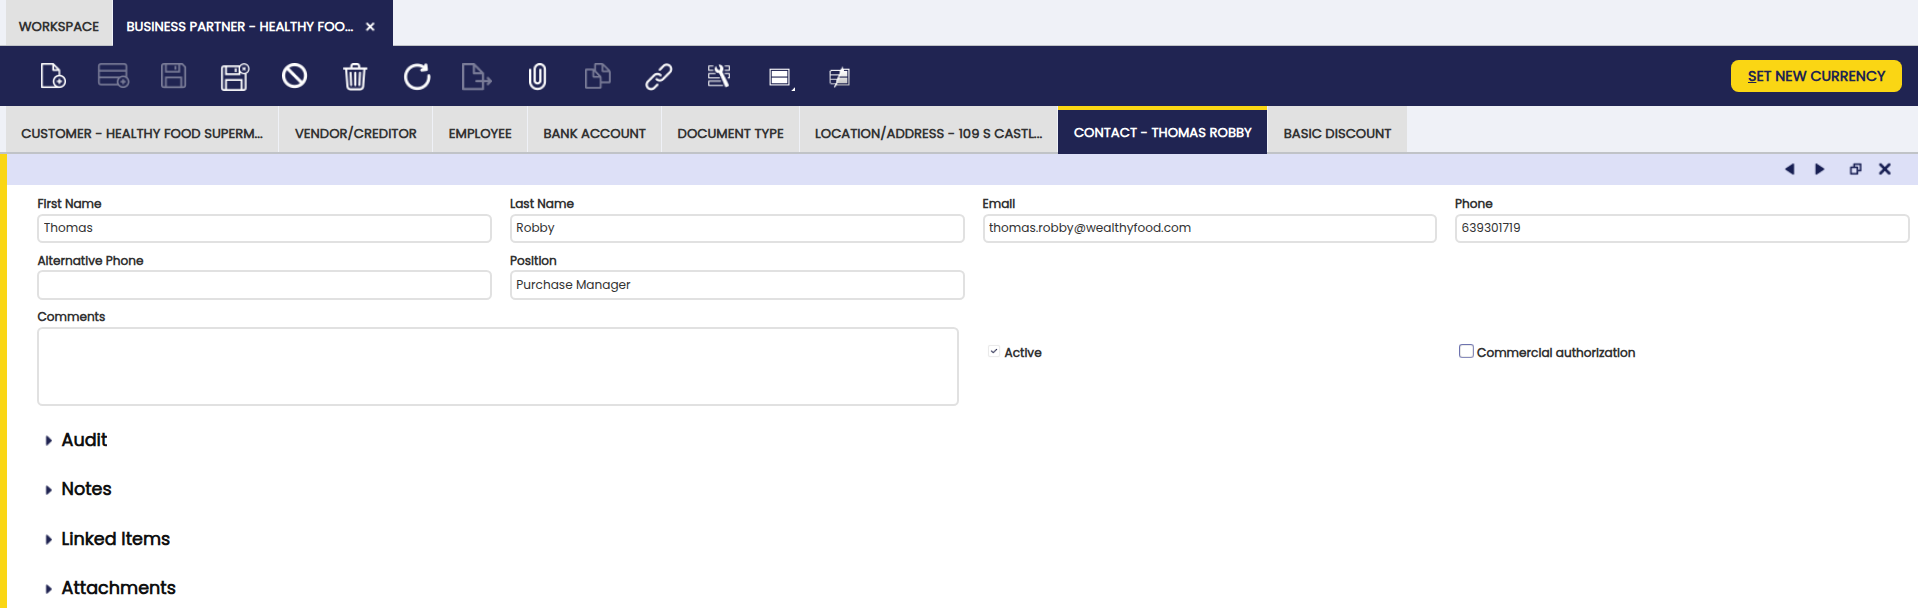 WORKSPACE BUSINESS PARTNER - HEALTHY FOO...
SET NEW CURRENCY
CUSTOMER - HEALTHY FOOD SUPERM... VENDOR/CREDITOR EMPLOYEE BANK ACCOUNT DOCUMENT TYPE LOCATION/ADDRESS - 109 S CASTL... CONTACT - THOMAS ROBBY BASIC DISCOUNT
First Name Last Name Email Phone
Thomas Robby thomas.robby@wealthyfood.com 639301719
Alternative Phone Position
Purchase Manager
Comments
Active Commercial authorization
Audit
Notes
Linked Items
Attachments